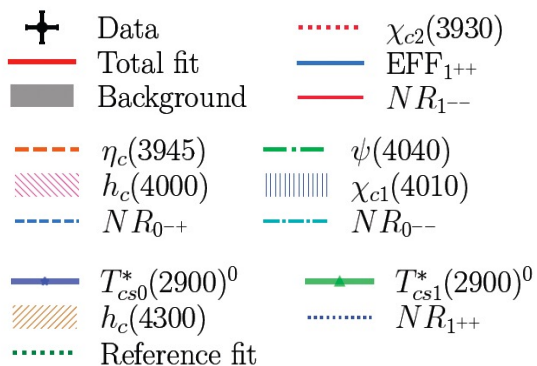 Data χc2(3930)
Total fit EFF1++
Background NR1−−
ηc(3945) ψ(4040)
hc(4000) χc1(4010)
NR0−+ NR0−−
T*cs0(2900)0 T*cs1(2900)0
hc(4300) NR1++
Reference fit